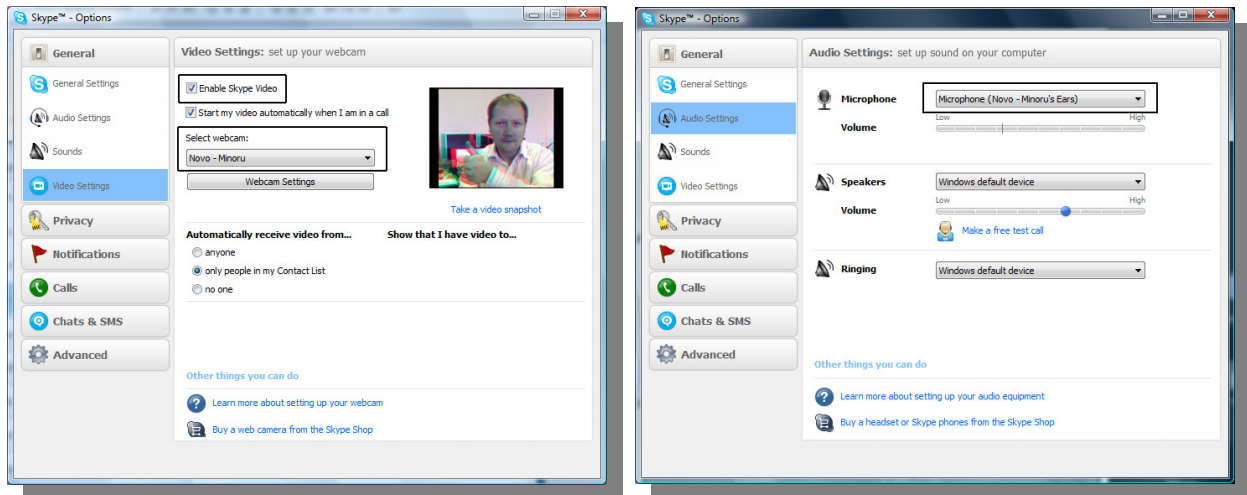 Skype™ - Options
General
General Settings
Audio Settings
Sounds
Video Settings
Privacy
Notifications
Calls
Chats & SMS
Advanced
Video Settings: set up your webcam
Enable Skype Video
Start my video automatically when I am in a call
Select webcam:
Novo - Minoru
Webcam Settings
Take a video snapshot
Automatically receive video from... Show that I have video to...
anyone
only people in my Contact List
no one
Other things you can do
Learn more about setting up your webcam
Buy a web camera from the Skype Shop
Skype™ - Options
General
General Settings
Audio Settings
Sounds
Video Settings
Privacy
Notifications
Calls
Chats & SMS
Advanced
Audio Settings: set up sound on your computer
Microphone Microphone (Novo - Minoru's Ears)
Volume Low High
Speakers Windows default device
Volume Low High
Make a free test call
Ringing Windows default device
Other things you can do
Learn more about setting up your audio equipment
Buy a headset or Skype phones from the Skype Shop